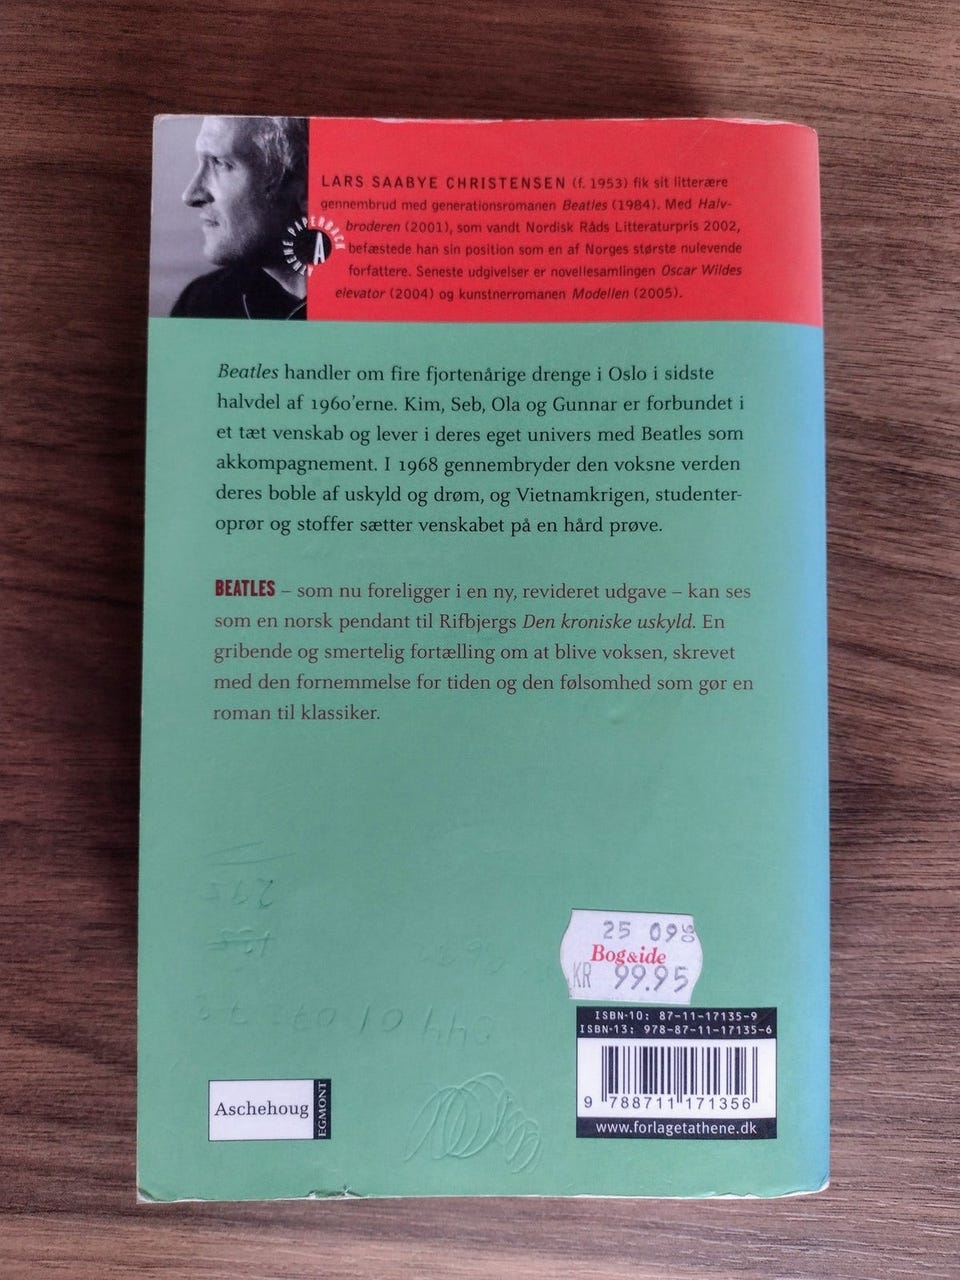 LARS SAABYE CHRISTENSEN (f. 1953) fik sit litterære
gennembrud med generationsromanen Beatles (1984). Med Halv-
broderen (2001), som vandt Nordisk Råds Litteraturpris 2002,
befæstede han sin position som en af Norges største nulevende
forfattere. Seneste udgivelser er novellesamlingen Oscar Wildes
elevator (2004) og kunstnerromanen Modellen (2005).
ATHENE PAPERBACK
A
Beatles handler om fire fjortenårige drenge i Oslo i sidste
halvdel af 1960'erne. Kim, Seb, Ola og Gunnar er forbundet i
et tæt venskab og lever i deres eget univers med Beatles som
akkompagnement. I 1968 gennembryder den voksne verden
deres boble af uskyld og drøm, og Vietnamkrigen, studenter-
oprør og stoffer sætter venskabet på en hård prøve.
BEATLES – som nu foreligger i en ny, revideret udgave – kan ses
som en norsk pendant til Rifbjergs Den kroniske uskyld. En
gribende og smertelig fortælling om at blive voksen, skrevet
med den fornemmelse for tiden og den følsomhed som gør en
roman til klassiker.
25 09
Bog&ide
KR 99.95
ISBN-10: 87-11-17135-9
ISBN-13: 978-87-11-17135-6
9 788711 171356
www.forlagetathene.dk
Aschehoug
EGMONT